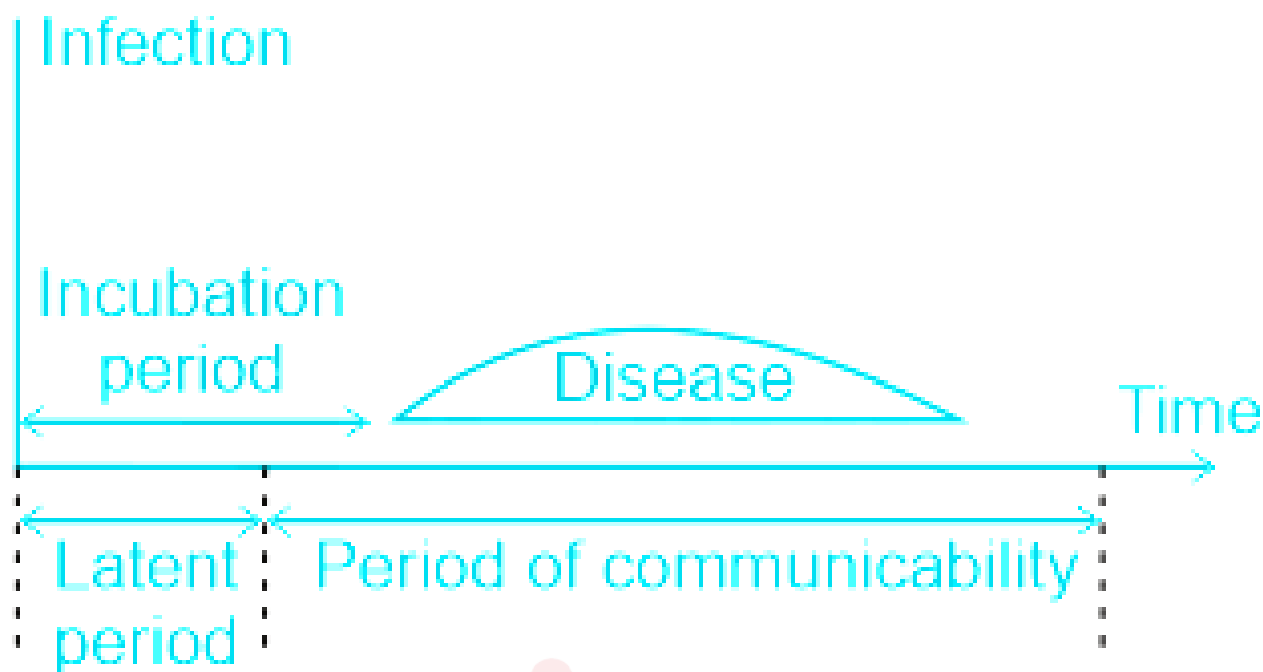 Infection
Incubation
period
Disease
Time
Latent
period
Period of communicability